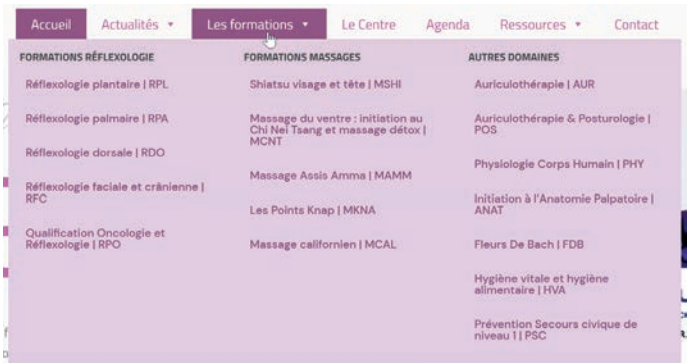 Accueil Actualités Les formations Le Centre Agenda Ressources Contact
FORMATIONS RÉFLEXOLOGIE
Réflexologie plantaire | RPL
Réflexologie palmaire | RPA
Réflexologie dorsale | RDO
Réflexologie faciale et crânienne |
RFC
Qualification Oncologie et
Réflexologie | RPO
FORMATIONS MASSAGES
Shiatsu visage et tête | MSHI
Massage du ventre : initiation au
Chi Nei Tsang et massage détox |
MCNT
Massage Assis Amma | MAMM
Les Points Knap | MKNA
Massage californien | MCAL
AUTRES DOMAINES
Auriculothérapie | AUR
Auriculothérapie & Posturologie |
POS
Physiologie Corps Humain | PHY
Initiation à l'Anatomie Palpatoire |
ANAT
Fleurs De Bach | FDB
Hygiène vitale et hygiène
alimentaire | HVA
Prévention Secours civique de
niveau 1 | PSC